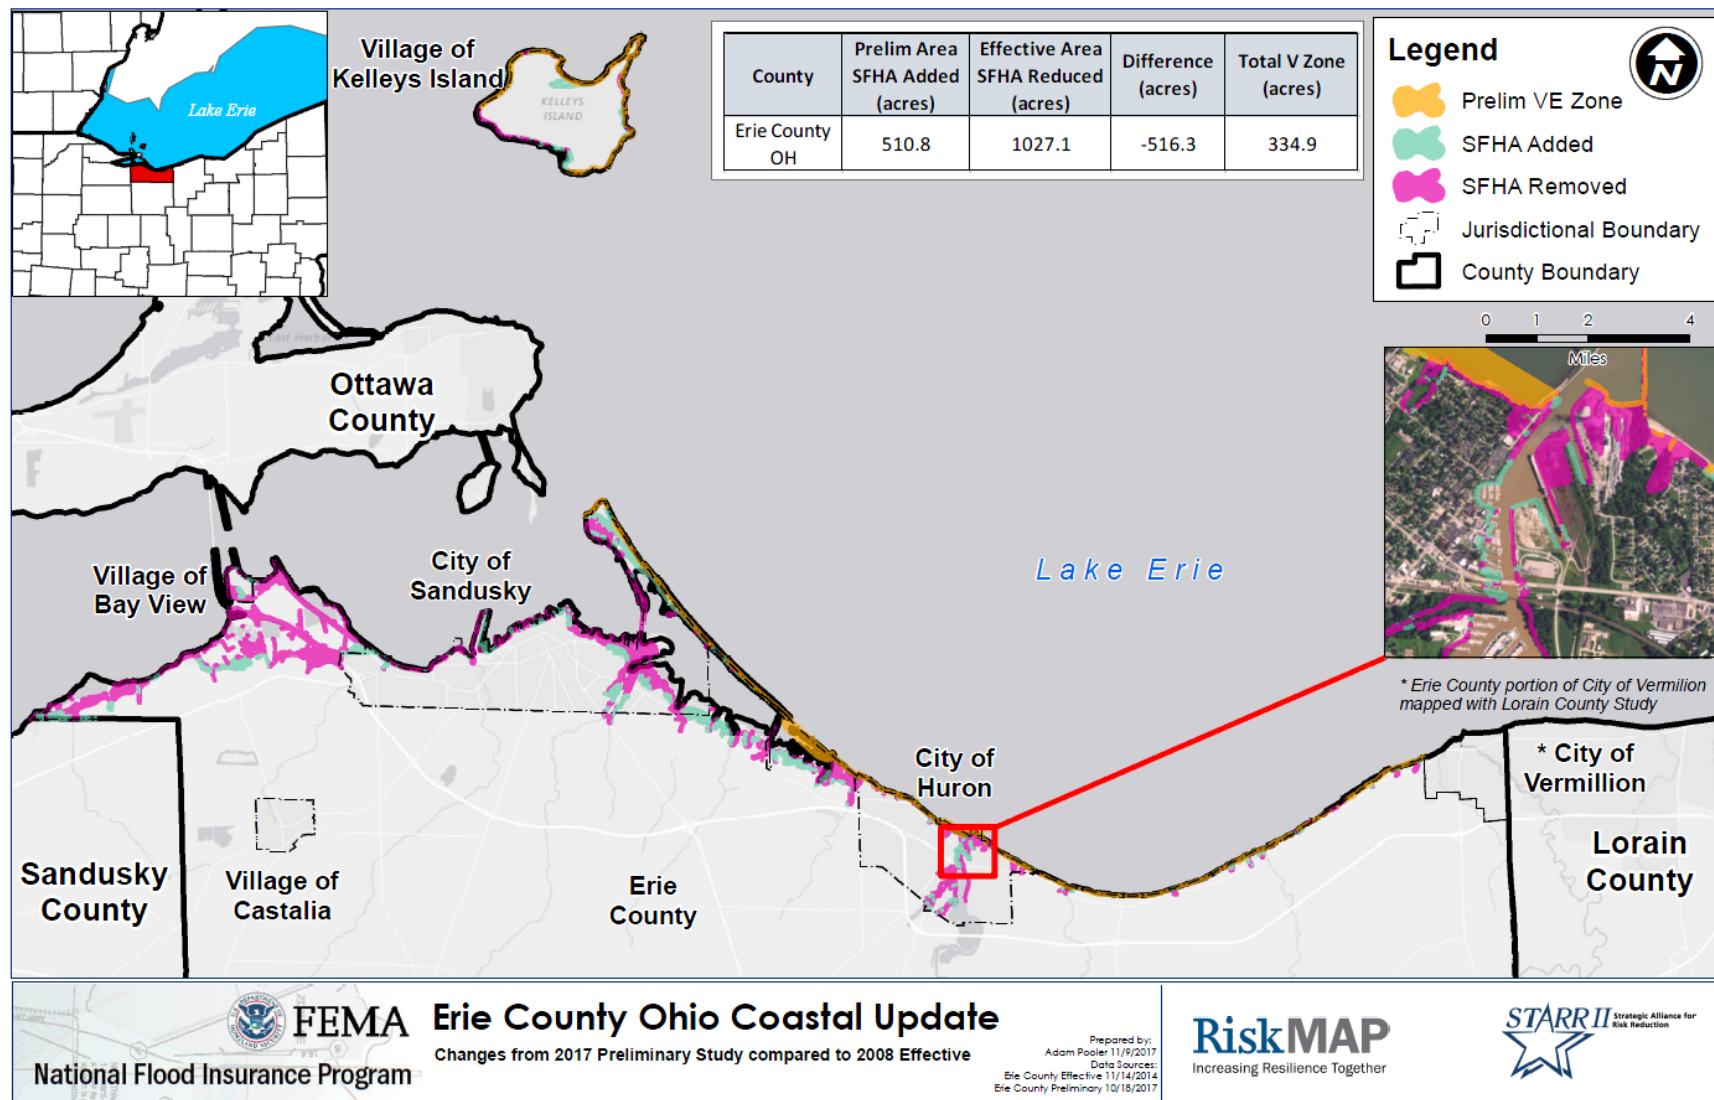 Lake Erie
Village of
Kelleys Island
KELLEYS
ISLAND
County
Prelim Area
SFHA Added
(acres)
Effective Area
SFHA Reduced
(acres)
Difference
(acres)
Total V Zone
(acres)
Erie County
OH
510.8
1027.1
-516.3
334.9
Legend
N
Prelim VE Zone
SFHA Added
SFHA Removed
Jurisdictional Boundary
County Boundary
0 1 2 4
Miles
East Harbor
Ottawa
County
Village of
Bay View
City of
Sandusky
Lake Erie
* Erie County portion of City of Vermilion
mapped with Lorain County Study
City of
Huron
* City of
Vermillion
Sandusky
County
Village of
Castalia
Erie
County
Lorain
County
FEMA
National Flood Insurance Program
Erie County Ohio Coastal Update
Changes from 2017 Preliminary Study compared to 2008 Effective
Prepared by:
Adam Pooler 11/9/2017
Data Sources:
Erie County Effective 11/14/2014
Erie County Preliminary 10/18/2017
RiskMAP
Increasing Resilience Together
STARR II
Strategic Alliance for
Risk Reduction